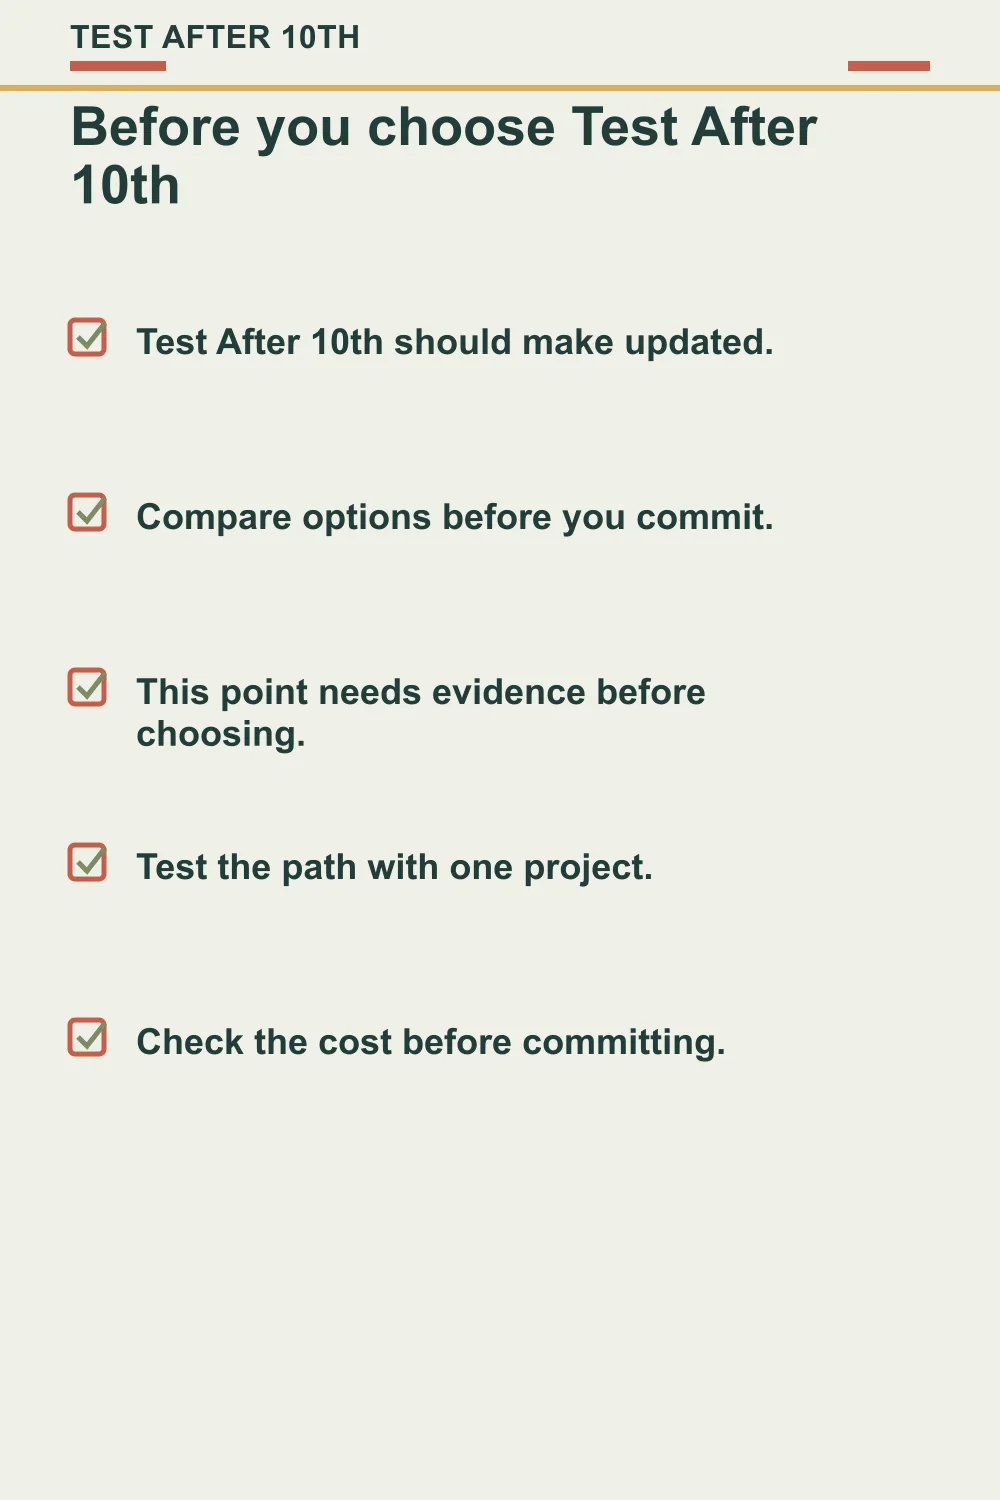 TEST AFTER 10TH
Before you choose Test After
10th
Test After 10th should make updated.
Compare options before you commit.
This point needs evidence before
choosing.
Test the path with one project.
Check the cost before committing.